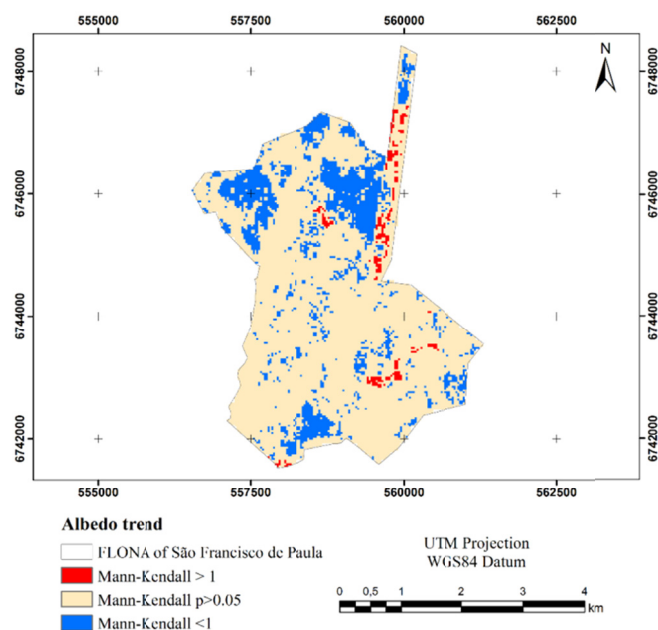 555000 557500 560000 562500
6748000 6748000
N
6746000 6746000
6744000 6744000
6742000 6742000
555000 557500 560000 562500
Albedo trend
FLONA of São Francisco de Paula
Mann-Kendall > 1
Mann-Kendall p>0.05
Mann-Kendall <1
UTM Projection
WGS84 Datum
0 0,5 1 2 3 4
km